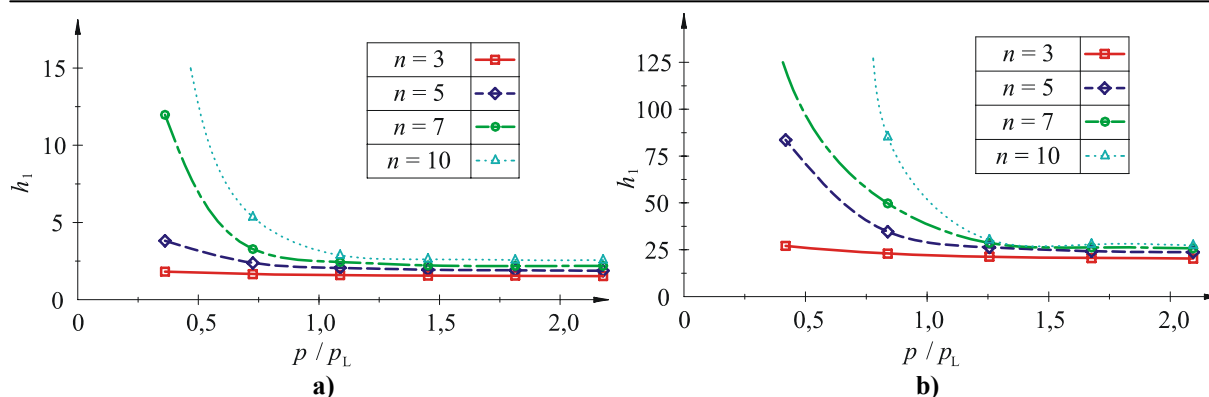 15
10
5
0
h₁
n = 3
n = 5
n = 7
n = 10
0
0,5
1,0
1,5
2,0
p / p_L
a)
125
100
75
50
25
0
h₁
n = 3
n = 5
n = 7
n = 10
0
0,5
1,0
1,5
2,0
p / p_L
b)